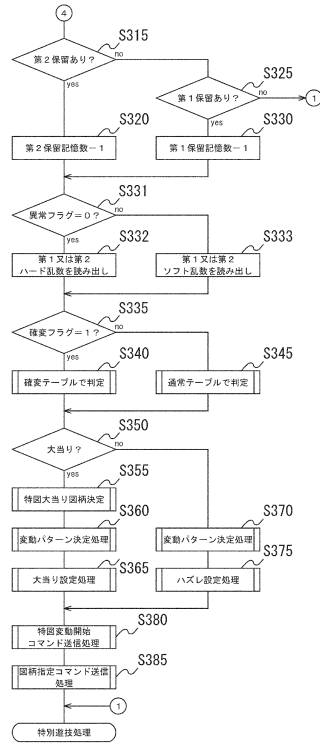 4
S315
第2保留あり?
no
yes
S325
第1保留あり?
no
1
yes
S320
第2保留記憶数-1
S330
第1保留記憶数-1
S331
異常フラグ=0?
no
yes
S332
第1又は第2
ハード乱数を読み出し
S333
第1又は第2
ソフト乱数を読み出し
S335
確変フラグ=1?
no
yes
S340
確変テーブルで判定
S345
通常テーブルで判定
S350
大当り?
no
yes
S355
特図大当り図柄決定
S360
変動パターン決定処理
S370
変動パターン決定処理
S365
大当り設定処理
S375
ハズレ設定処理
S380
特図変動開始
コマンド送信処理
S385
図柄指定コマンド送信
処理
1
特別遊技処理